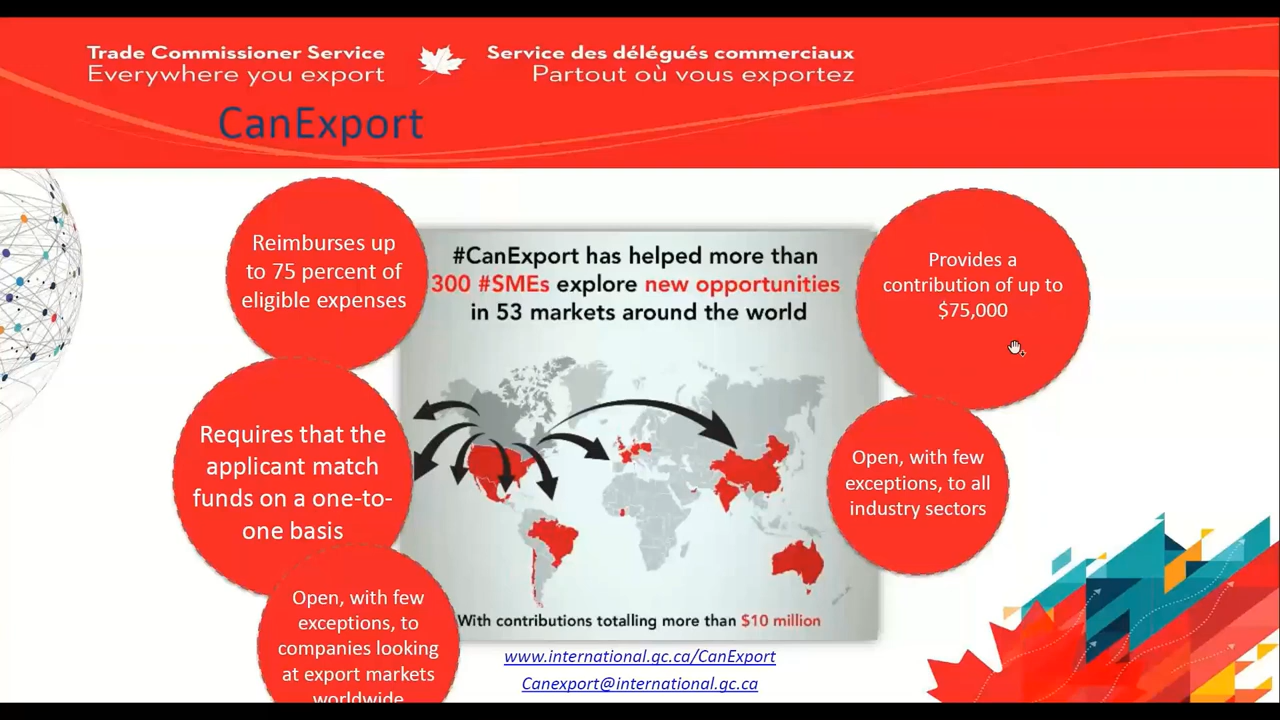 Trade Commissioner Service
Everywhere you export
Service des délégués commerciaux
Partout où vous exportez
CanExport
Reimburses up
to 75 percent of
eligible expenses
Requires that the
applicant match
funds on a one-to-
one basis
Open, with few
exceptions, to
companies looking
at export markets
worldwide
#CanExport has helped more than
300 #SMEs explore new opportunities
in 53 markets around the world
With contributions totalling more than $10 million
www.international.gc.ca/CanExport
Canexport@international.gc.ca
Provides a
contribution of up to
$75,000
Open, with few
exceptions, to all
industry sectors